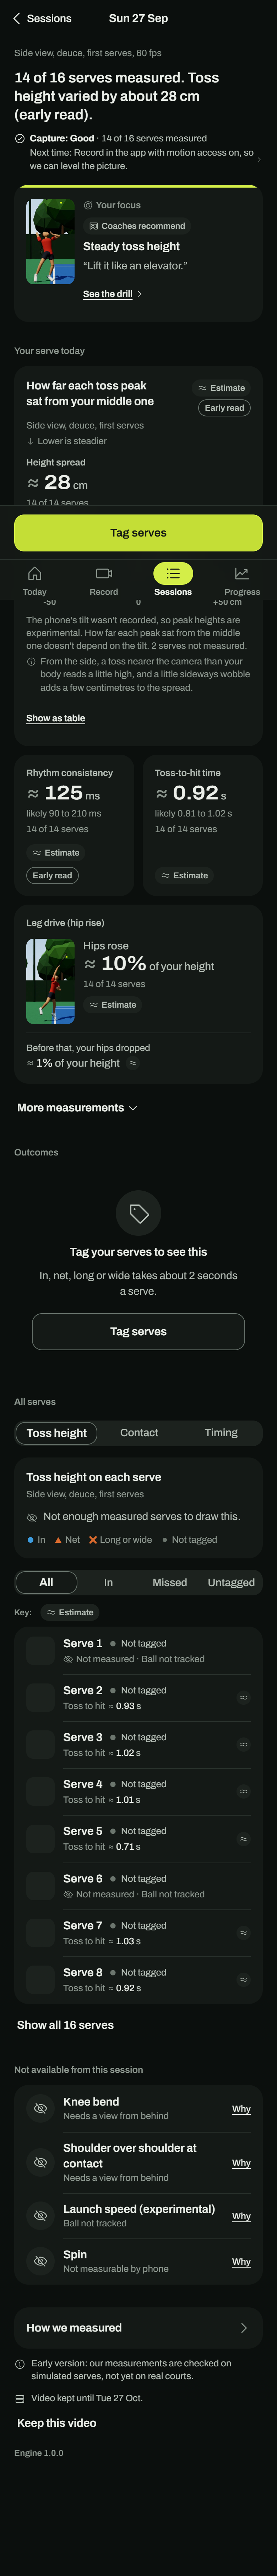 Sessions
Sun 27 Sep
Side view, deuce, first serves, 60 fps
14 of 16 serves measured. Toss
height varied by about 28 cm
(early read).
Capture: Good · 14 of 16 serves measured
Next time: Record in the app with motion access on, so
we can level the picture.
Your focus
Coaches recommend
Steady toss height
“Lift it like an elevator.”
See the drill
Your serve today
How far each toss peak
sat from your middle one
≈ Estimate
Early read
Side view, deuce, first serves
↓ Lower is steadier
Height spread
≈ 28 cm
14 of 14 serves
Tag serves
Today
Record
Sessions
Progress
-50
0
+50 cm
The phone's tilt wasn't recorded, so peak heights are
experimental. How far each peak sat from the middle
one doesn't depend on the tilt. 2 serves not measured.
From the side, a toss nearer the camera than your
body reads a little high, and a little sideways wobble
adds a few centimetres to the spread.
Show as table
Rhythm consistency
≈ 125 ms
likely 90 to 210 ms
14 of 14 serves
≈ Estimate
Early read
Toss-to-hit time
≈ 0.92 s
likely 0.81 to 1.02 s
14 of 14 serves
≈ Estimate
Leg drive (hip rise)
Hips rose
≈ 10% of your height
14 of 14 serves
≈ Estimate
Before that, your hips dropped
≈ 1% of your height ≈
More measurements
Outcomes
Tag your serves to see this
In, net, long or wide takes about 2 seconds
a serve.
Tag serves
All serves
Toss height
Contact
Timing
Toss height on each serve
Side view, deuce, first serves
Not enough measured serves to draw this.
In
Net
Long or wide
Not tagged
All
In
Missed
Untagged
Key:
≈ Estimate
Serve 1
Not tagged
Not measured · Ball not tracked
Serve 2
Not tagged
Toss to hit ≈ 0.93 s
≈
Serve 3
Not tagged
Toss to hit ≈ 1.02 s
≈
Serve 4
Not tagged
Toss to hit ≈ 1.01 s
≈
Serve 5
Not tagged
Toss to hit ≈ 0.71 s
≈
Serve 6
Not tagged
Not measured · Ball not tracked
Serve 7
Not tagged
Toss to hit ≈ 1.03 s
≈
Serve 8
Not tagged
Toss to hit ≈ 0.92 s
≈
Show all 16 serves
Not available from this session
Knee bend
Needs a view from behind
Why
Shoulder over shoulder at
contact
Needs a view from behind
Why
Launch speed (experimental)
Ball not tracked
Why
Spin
Not measurable by phone
Why
How we measured
Early version: our measurements are checked on
simulated serves, not yet on real courts.
Video kept until Tue 27 Oct.
Keep this video
Engine 1.0.0